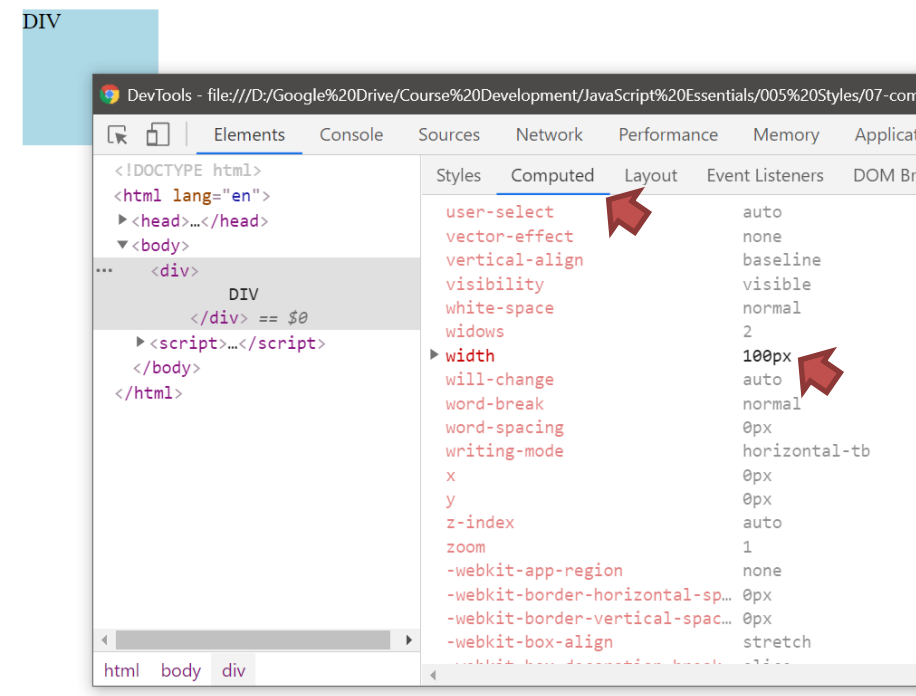 DIV
DevTools - file:///D:/Google%20Drive/Course%20Development/JavaScript%20Essentials/005%20Styles/07-com
Elements Console Sources Network Performance Memory Applicat
<!DOCTYPE html>
<html lang="en">
<head>…</head>
<body>
<div>
DIV
</div> == $0
<script>…</script>
</body>
</html>
html body div
Styles Computed Layout Event Listeners DOM Br
user-select auto
vector-effect none
vertical-align baseline
visibility visible
white-space normal
widows 2
width 100px
will-change auto
word-break normal
word-spacing 0px
writing-mode horizontal-tb
x 0px
y 0px
z-index auto
zoom 1
-webkit-app-region none
-webkit-border-horizontal-sp… 0px
-webkit-border-vertical-spac… 0px
-webkit-box-align stretch